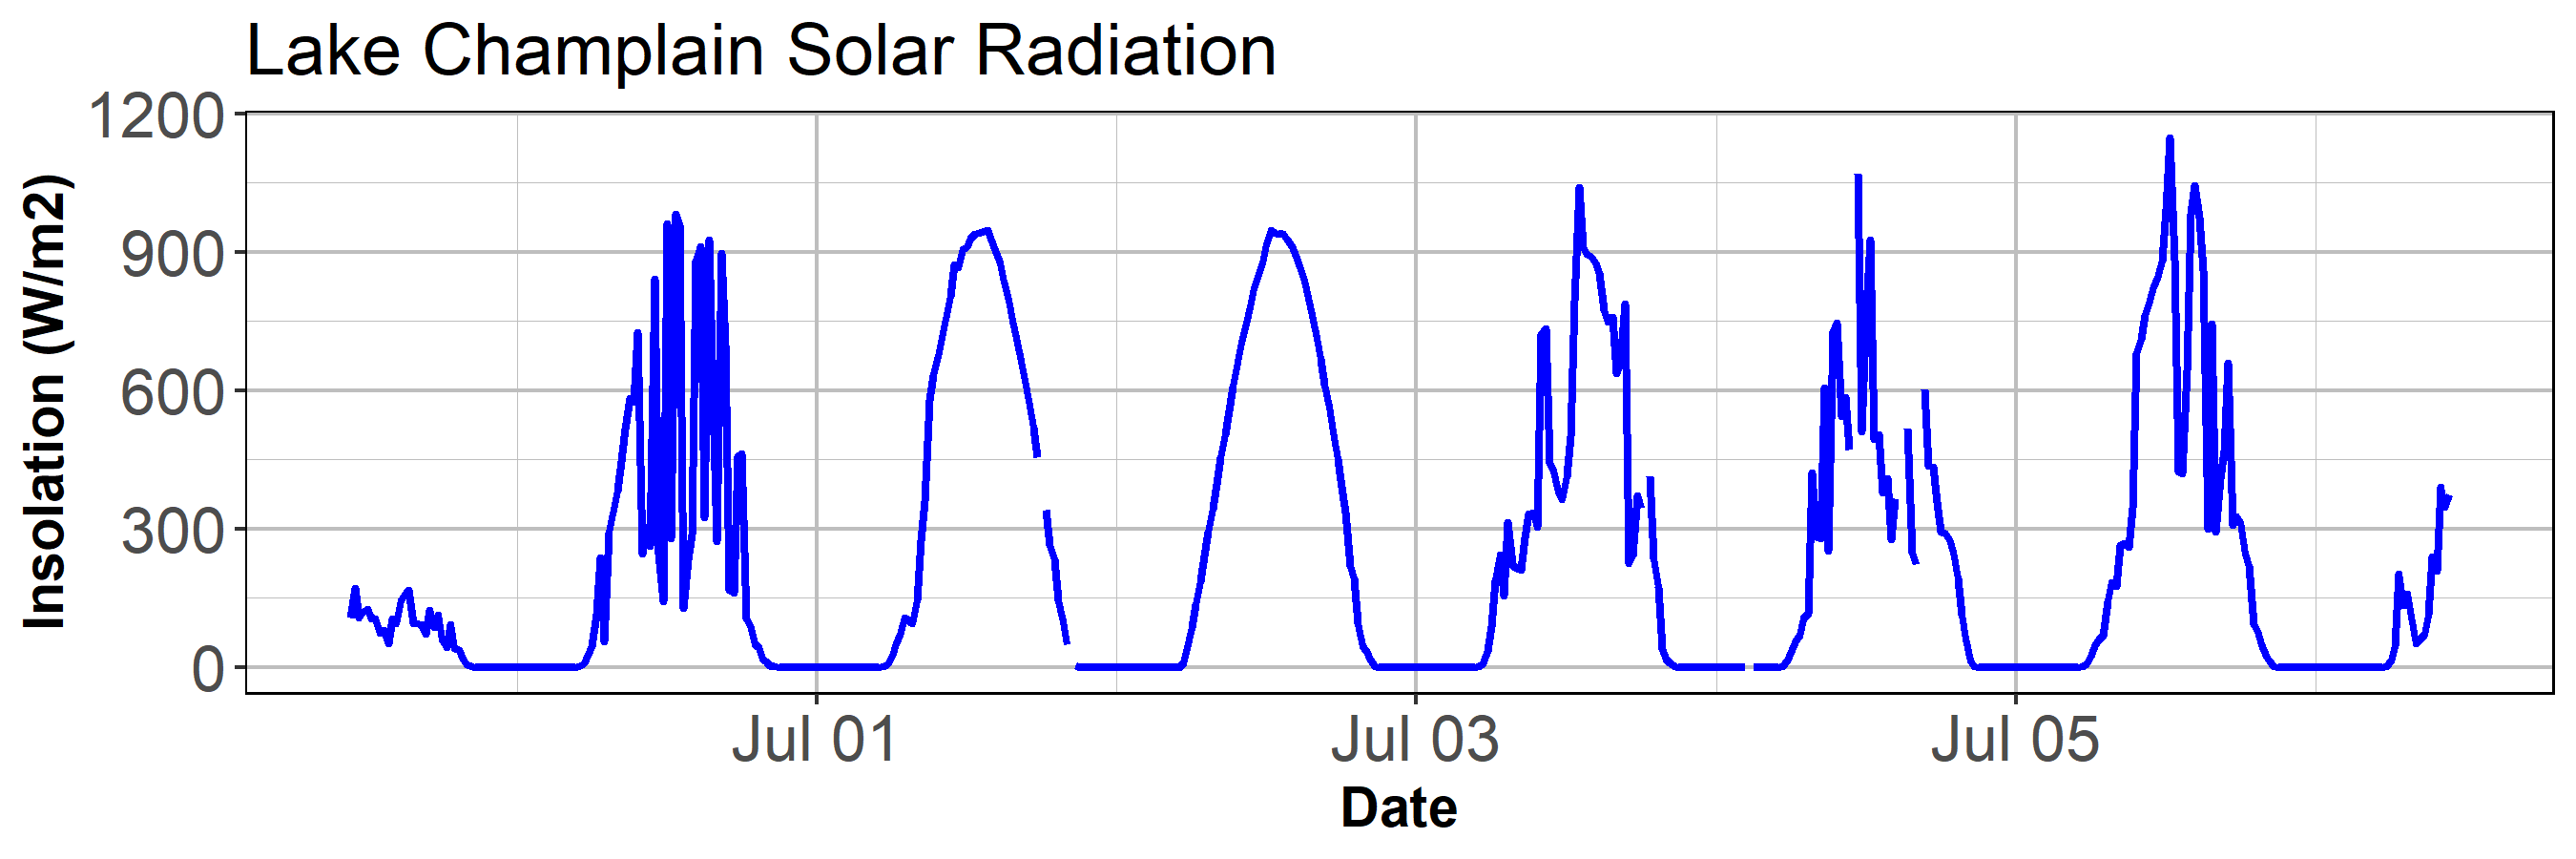 Lake Champlain Solar Radiation
1200
900
600
300
0
Insolation (W/m2)
Jul 01
Jul 03
Jul 05
Date